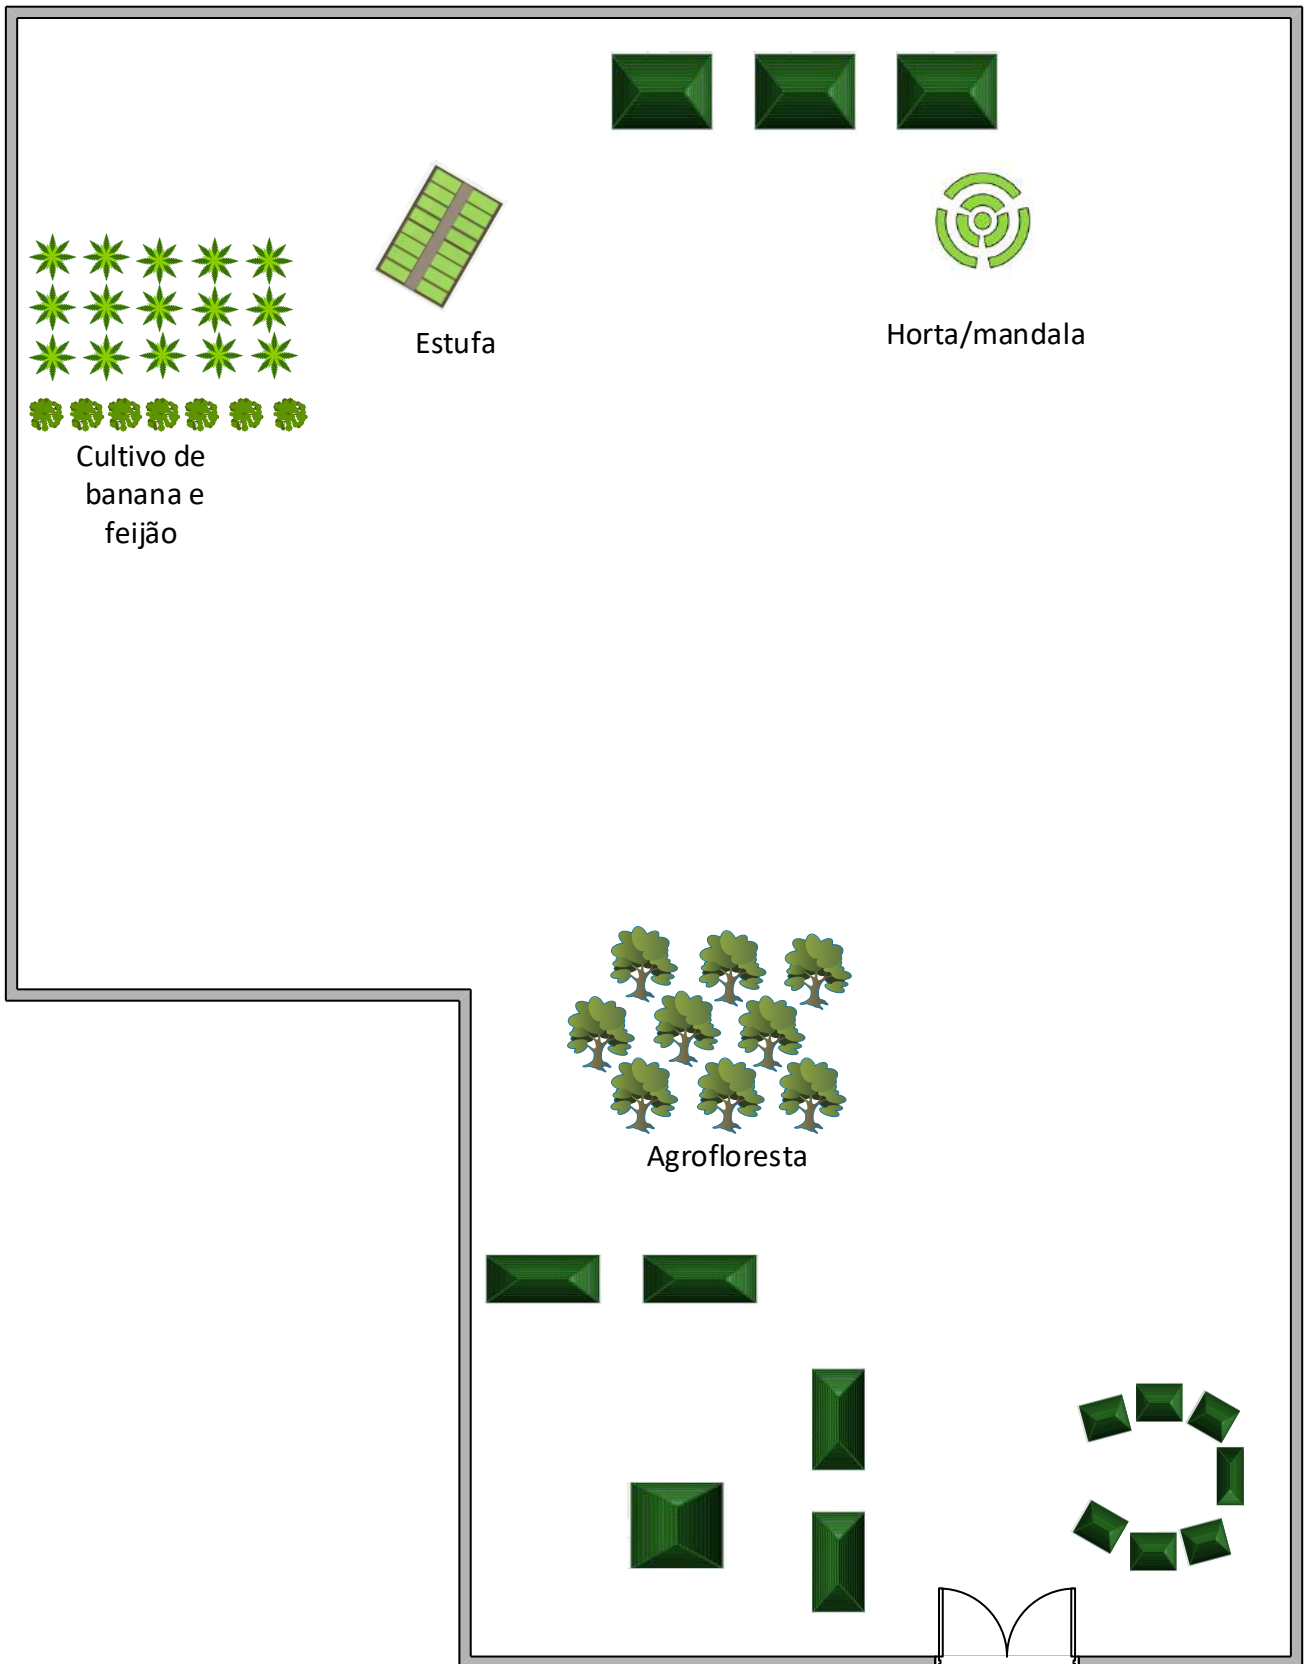 Estufa
Horta/mandala
Cultivo de
banana e
feijão
Agrofloresta